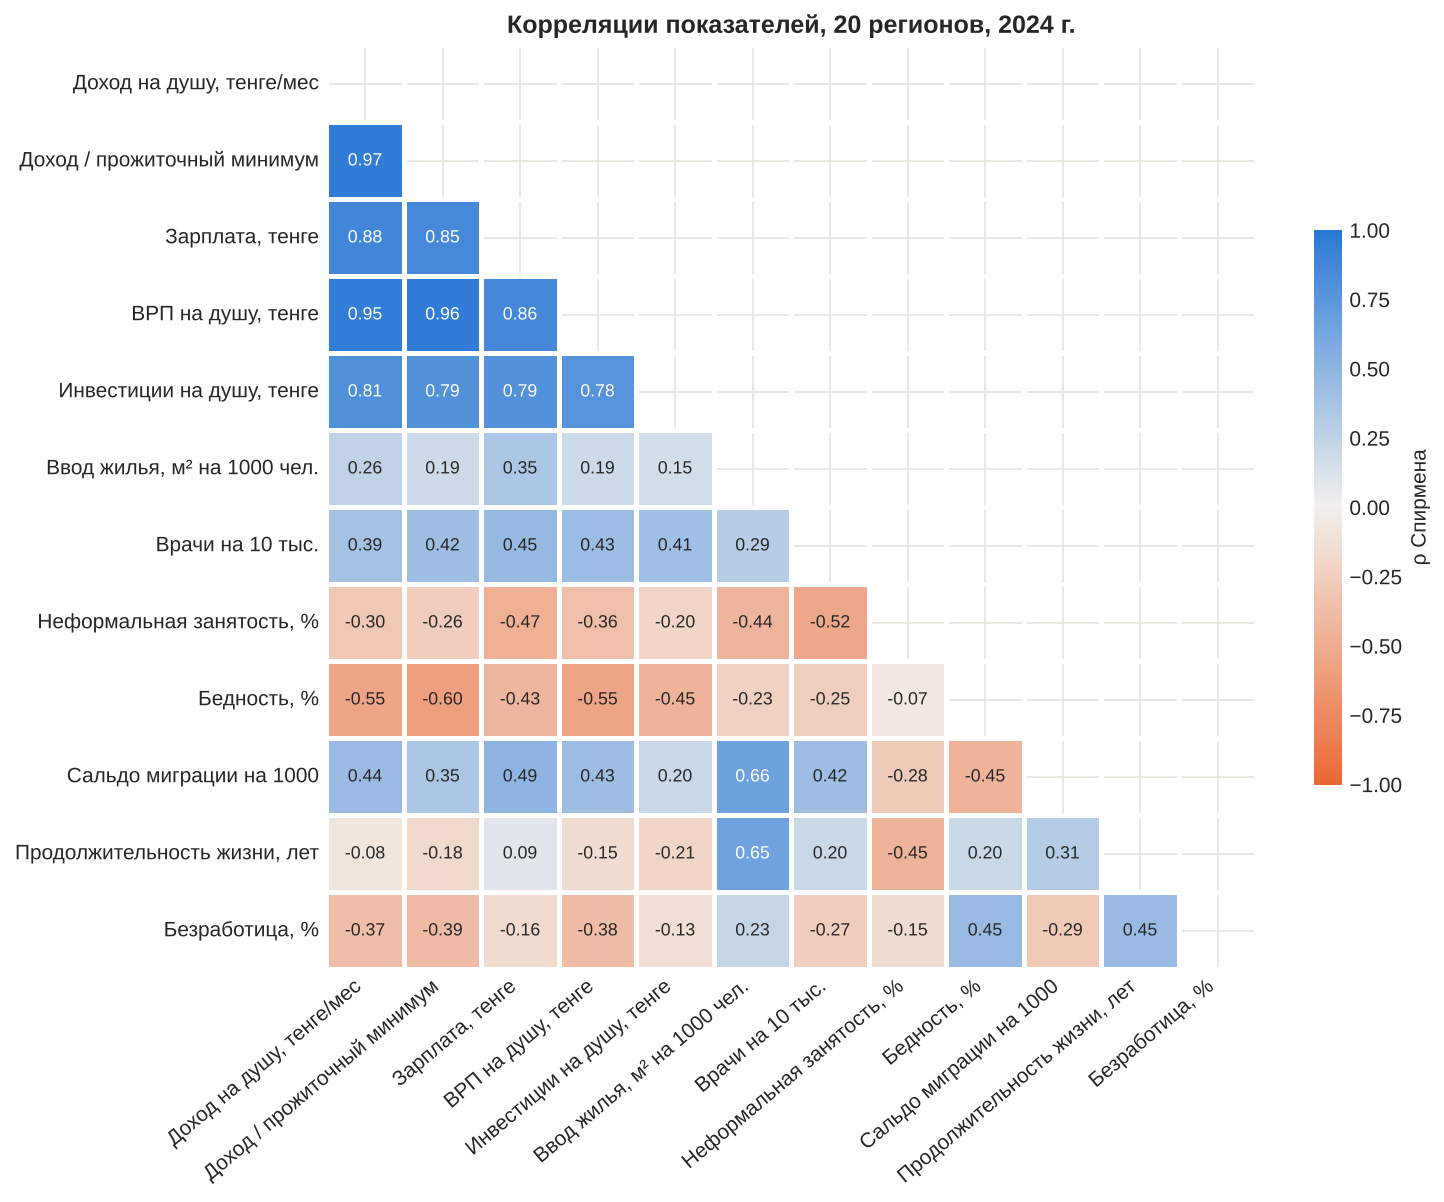 Корреляции показателей, 20 регионов, 2024 г.
Доход на душу, тенге/мес
Доход / прожиточный минимум 0.97
Зарплата, тенге 0.88 0.85
ВРП на душу, тенге 0.95 0.96 0.86
Инвестиции на душу, тенге 0.81 0.79 0.79 0.78
Ввод жилья, м² на 1000 чел. 0.26 0.19 0.35 0.19 0.15
Врачи на 10 тыс. 0.39 0.42 0.45 0.43 0.41 0.29
Неформальная занятость, % -0.30 -0.26 -0.47 -0.36 -0.20 -0.44 -0.52
Бедность, % -0.55 -0.60 -0.43 -0.55 -0.45 -0.23 -0.25 -0.07
Сальдо миграции на 1000 0.44 0.35 0.49 0.43 0.20 0.66 0.42 -0.28 -0.45
Продолжительность жизни, лет -0.08 -0.18 0.09 -0.15 -0.21 0.65 0.20 -0.45 0.20 0.31
Безработица, % -0.37 -0.39 -0.16 -0.38 -0.13 0.23 -0.27 -0.15 0.45 -0.29 0.45
Доход на душу, тенге/мес
Доход / прожиточный минимум
Зарплата, тенге
ВРП на душу, тенге
Инвестиции на душу, тенге
Ввод жилья, м² на 1000 чел.
Врачи на 10 тыс.
Неформальная занятость, %
Бедность, %
Сальдо миграции на 1000
Продолжительность жизни, лет
Безработица, %
1.00
0.75
0.50
0.25
0.00
−0.25
−0.50
−0.75
−1.00
ρ Спирмена